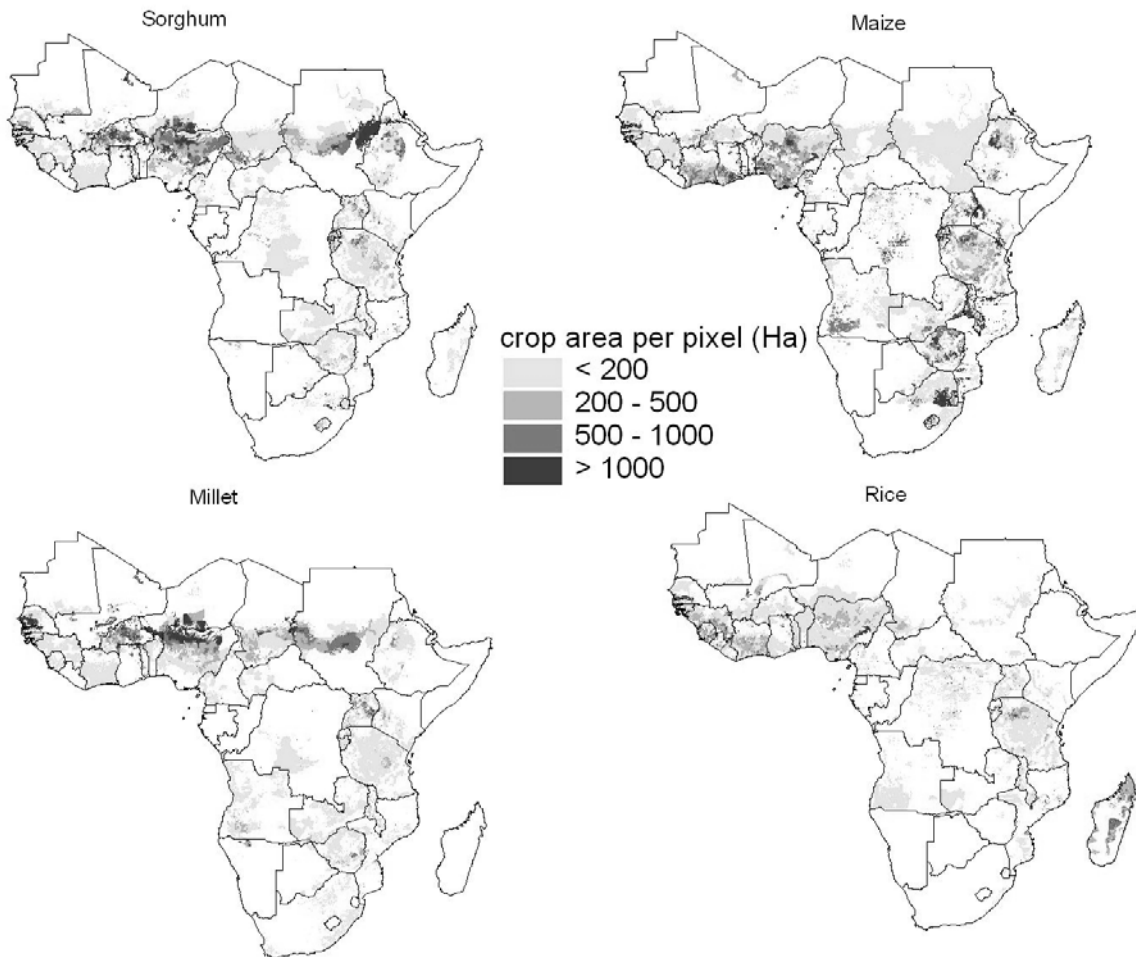 Sorghum
Maize
crop area per pixel (Ha)
< 200
200 - 500
500 - 1000
> 1000
Millet
Rice